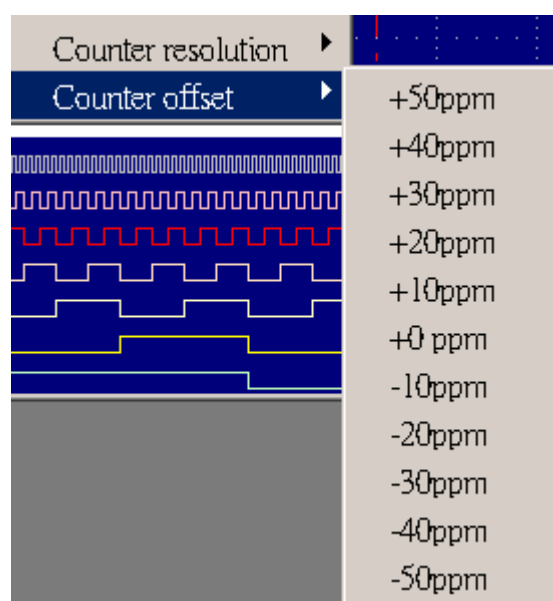 Counter resolution
Counter offset
+50ppm
+40ppm
+30ppm
+20ppm
+10ppm
+0 ppm
-10ppm
-20ppm
-30ppm
-40ppm
-50ppm